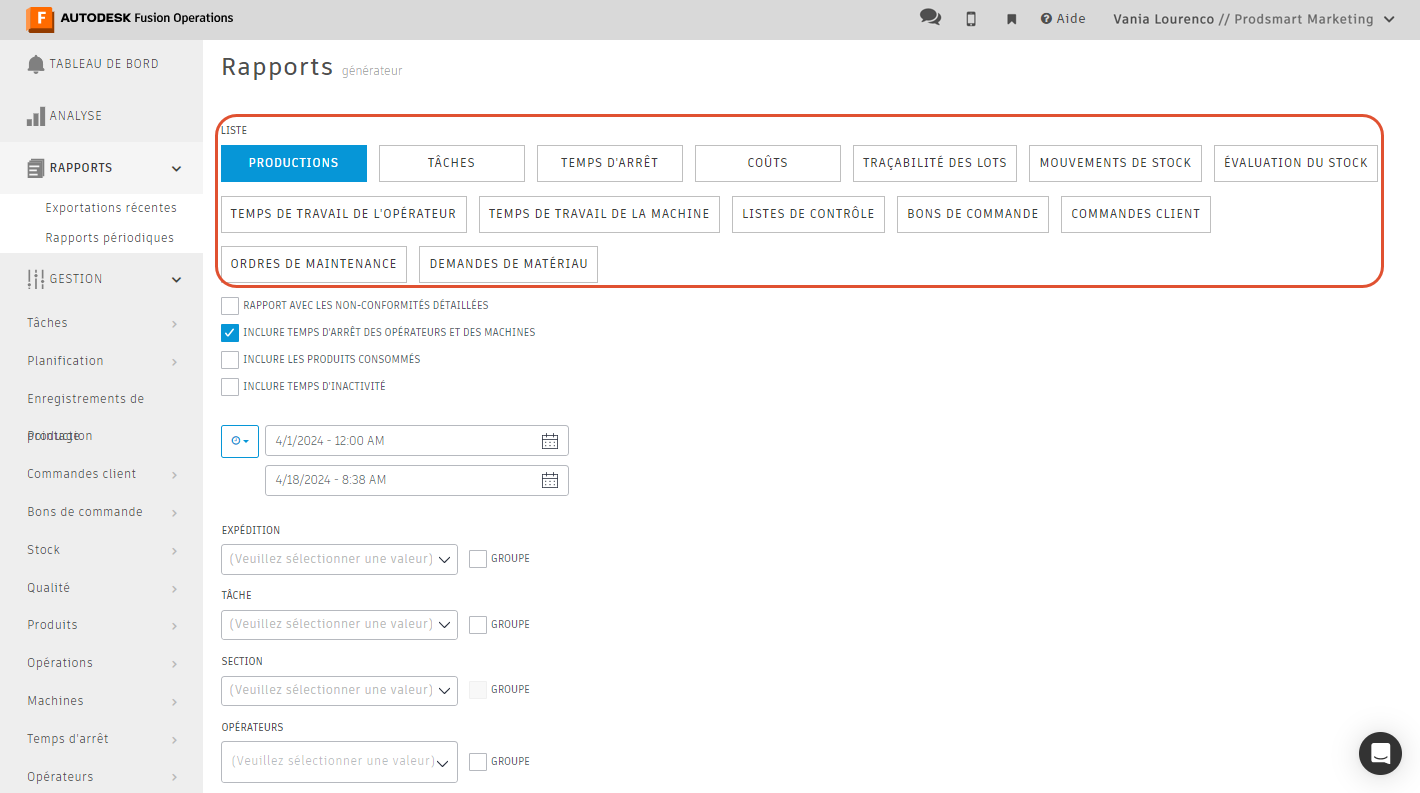 F AUTODESK Fusion Operations
Aide
Vania Lourenco // Prodsmart Marketing
TABLEAU DE BORD
ANALYSE
RAPPORTS
Exportations récentes
Rapports périodiques
GESTION
Tâches
Planification
Enregistrements de
production
Pointage
Commandes client
Bons de commande
Stock
Qualité
Produits
Opérations
Machines
Temps d'arrêt
Opérateurs
Rapports générateur
LISTE
PRODUCTIONS TÂCHES TEMPS D'ARRÊT COÛTS TRAÇABILITÉ DES LOTS MOUVEMENTS DE STOCK ÉVALUATION DU STOCK
TEMPS DE TRAVAIL DE L'OPÉRATEUR TEMPS DE TRAVAIL DE LA MACHINE LISTES DE CONTRÔLE BONS DE COMMANDE COMMANDES CLIENT
ORDRES DE MAINTENANCE DEMANDES DE MATÉRIAU
RAPPORT AVEC LES NON-CONFORMITÉS DÉTAILLÉES
INCLURE TEMPS D'ARRÊT DES OPÉRATEURS ET DES MACHINES
INCLURE LES PRODUITS CONSOMMÉS
INCLURE TEMPS D'INACTIVITÉ
4/1/2024 - 12:00 AM
4/18/2024 - 8:38 AM
EXPÉDITION
(Veuillez sélectionner une valeur) GROUPE
TÂCHE
(Veuillez sélectionner une valeur) GROUPE
SECTION
(Veuillez sélectionner une valeur) GROUPE
OPÉRATEURS
(Veuillez sélectionner une valeur) GROUPE